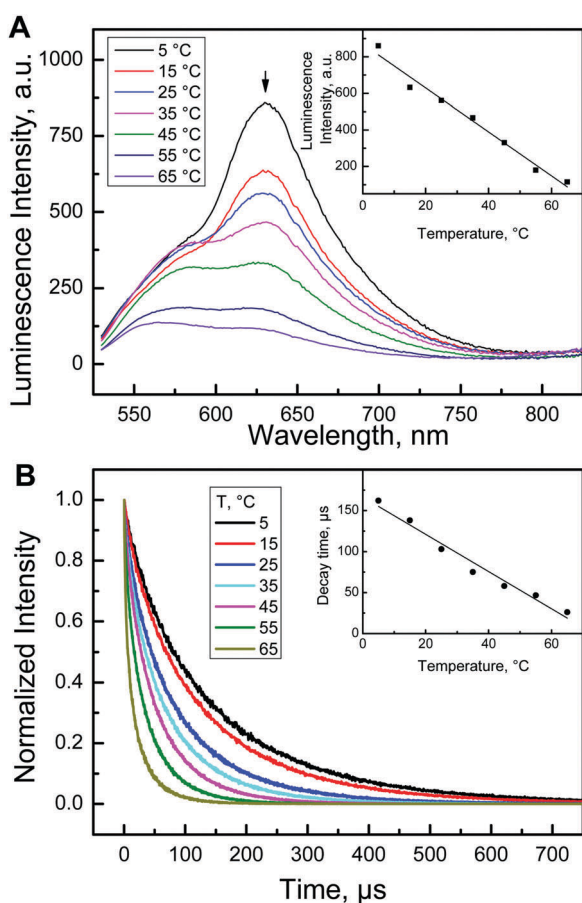 A
Luminescence Intensity, a.u.
1000
750
500
250
0
5 °C
15 °C
25 °C
35 °C
45 °C
55 °C
65 °C
Luminescence
Intensity, a.u.
800
600
400
200
0
20
40
60
Temperature, °C
550
600
650
700
750
800
Wavelength, nm
B
Normalized Intensity
1.0
0.8
0.6
0.4
0.2
0.0
T, °C
5
15
25
35
45
55
65
Decay time, µs
150
100
50
0
0
20
40
60
Temperature, °C
0
100
200
300
400
500
600
700
Time, µs